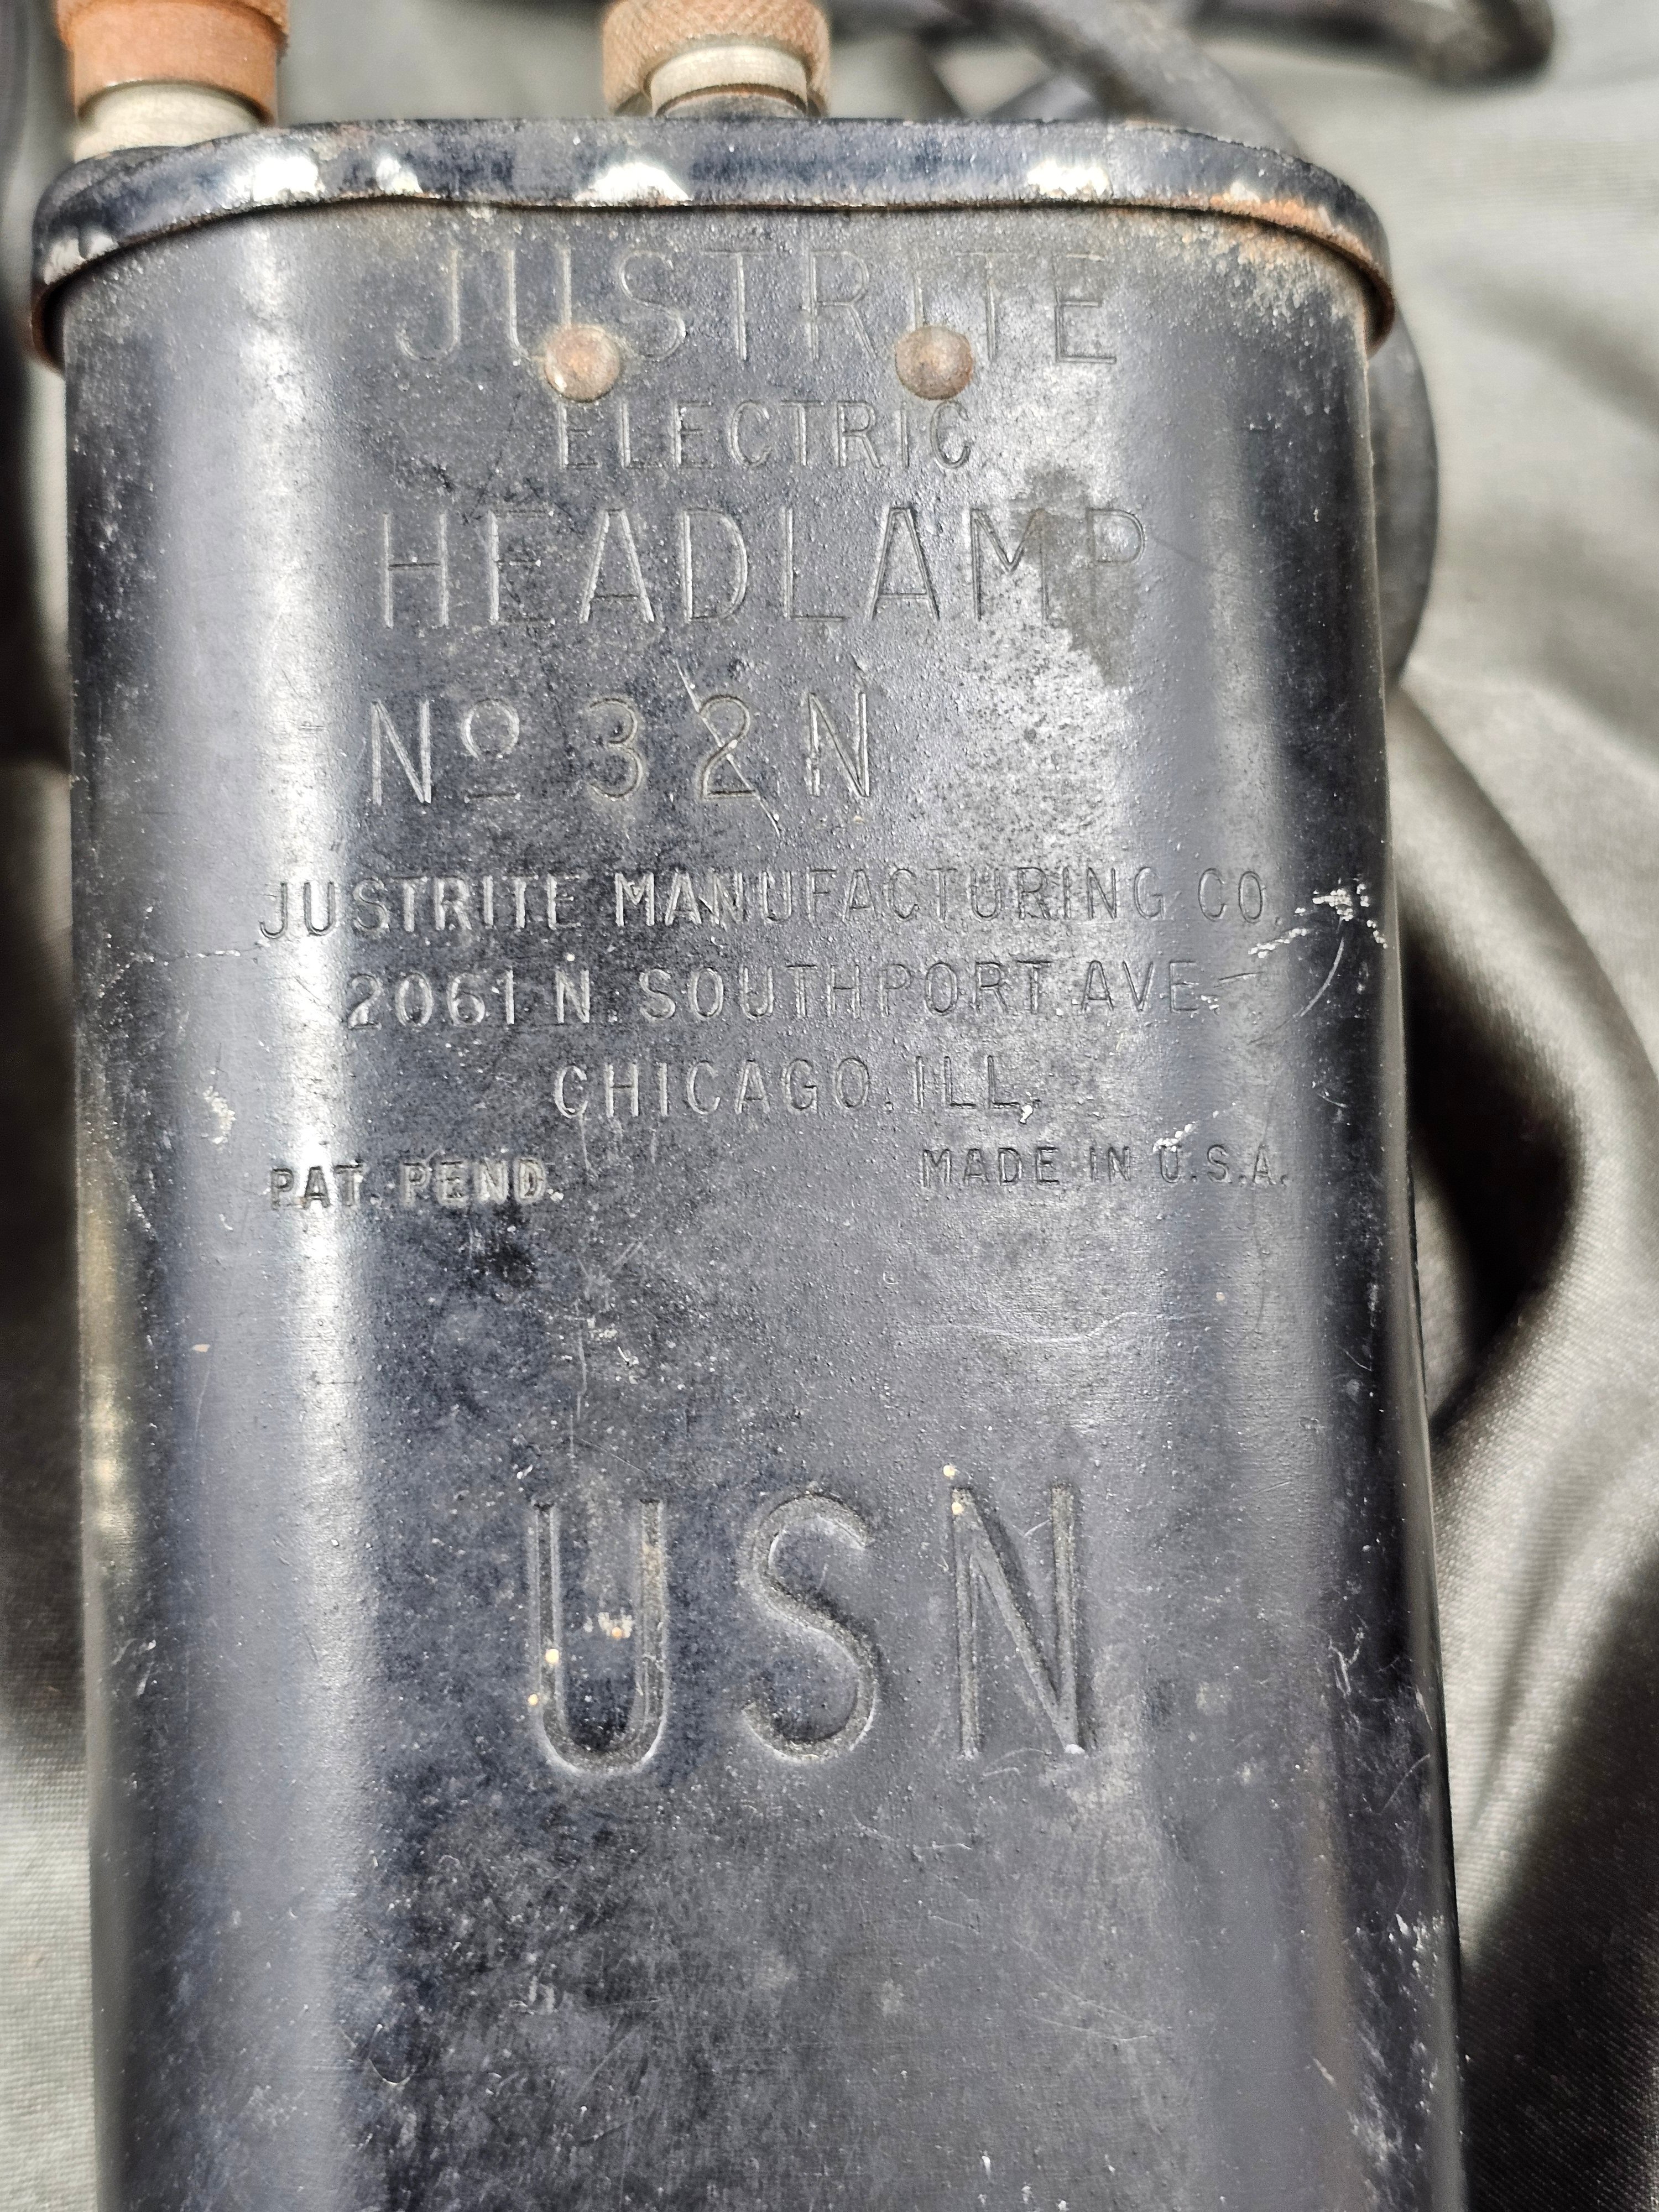 JUSTRITE
ELECTRIC
HEADLAMP
Nº 32N
JUSTRITE MANUFACTURING CO.
2061 N. SOUTHPORT AVE.
CHICAGO, ILL.
PAT. PEND. MADE IN U.S.A.
USN